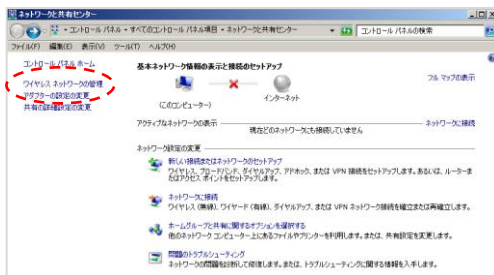 ネットワークと共有センター
すべてのコントロール パネル項目
ネットワークと共有センター
コントロール パネルの検索
ファイル(F) 編集(E) 表示(V) ツール(T) ヘルプ(H)
コントロール パネル ホーム
ワイヤレス ネットワークの管理
アダプターの設定の変更
共有の詳細設定の変更
基本ネットワーク情報の表示と接続のセットアップ
フル マップの表示
(このコンピューター)
インターネット
アクティブなネットワークの表示
ネットワークに接続
現在どのネットワークにも接続していません
ネットワーク設定の変更
新しい接続またはネットワークのセットアップ
ワイヤレス、ブロードバンド、ダイヤルアップ、アドホック、または VPN 接続をセットアップします。あるいは、ルーターま
たはアクセス ポイントをセットアップします。
ネットワークに接続
ワイヤレス (無線)、ワイヤード (有線)、ダイヤルアップ、または VPN ネットワーク接続を確立または再確立します。
ホームグループと共有に関するオプションを選択する
他のネットワーク コンピューター上にあるファイルやプリンターを利用します。または、共有設定を変更します。
問題のトラブルシューティング
ネットワークの問題を診断して修復します。または、トラブルシューティングに関する情報を入手します。